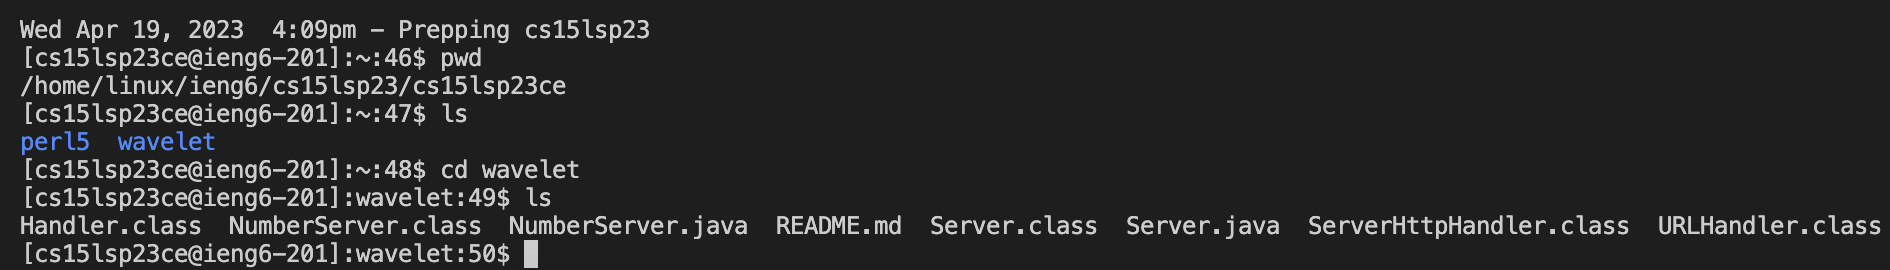 Wed Apr 19, 2023  4:09pm - Prepping cs15lsp23
[cs15lsp23ce@ieng6-201]:~:46$ pwd
/home/linux/ieng6/cs15lsp23/cs15lsp23ce
[cs15lsp23ce@ieng6-201]:~:47$ ls
perl5  wavelet
[cs15lsp23ce@ieng6-201]:~:48$ cd wavelet
[cs15lsp23ce@ieng6-201]:wavelet:49$ ls
Handler.class  NumberServer.class  NumberServer.java  README.md  Server.class  Server.java  ServerHttpHandler.class  URLHandler.class
[cs15lsp23ce@ieng6-201]:wavelet:50$